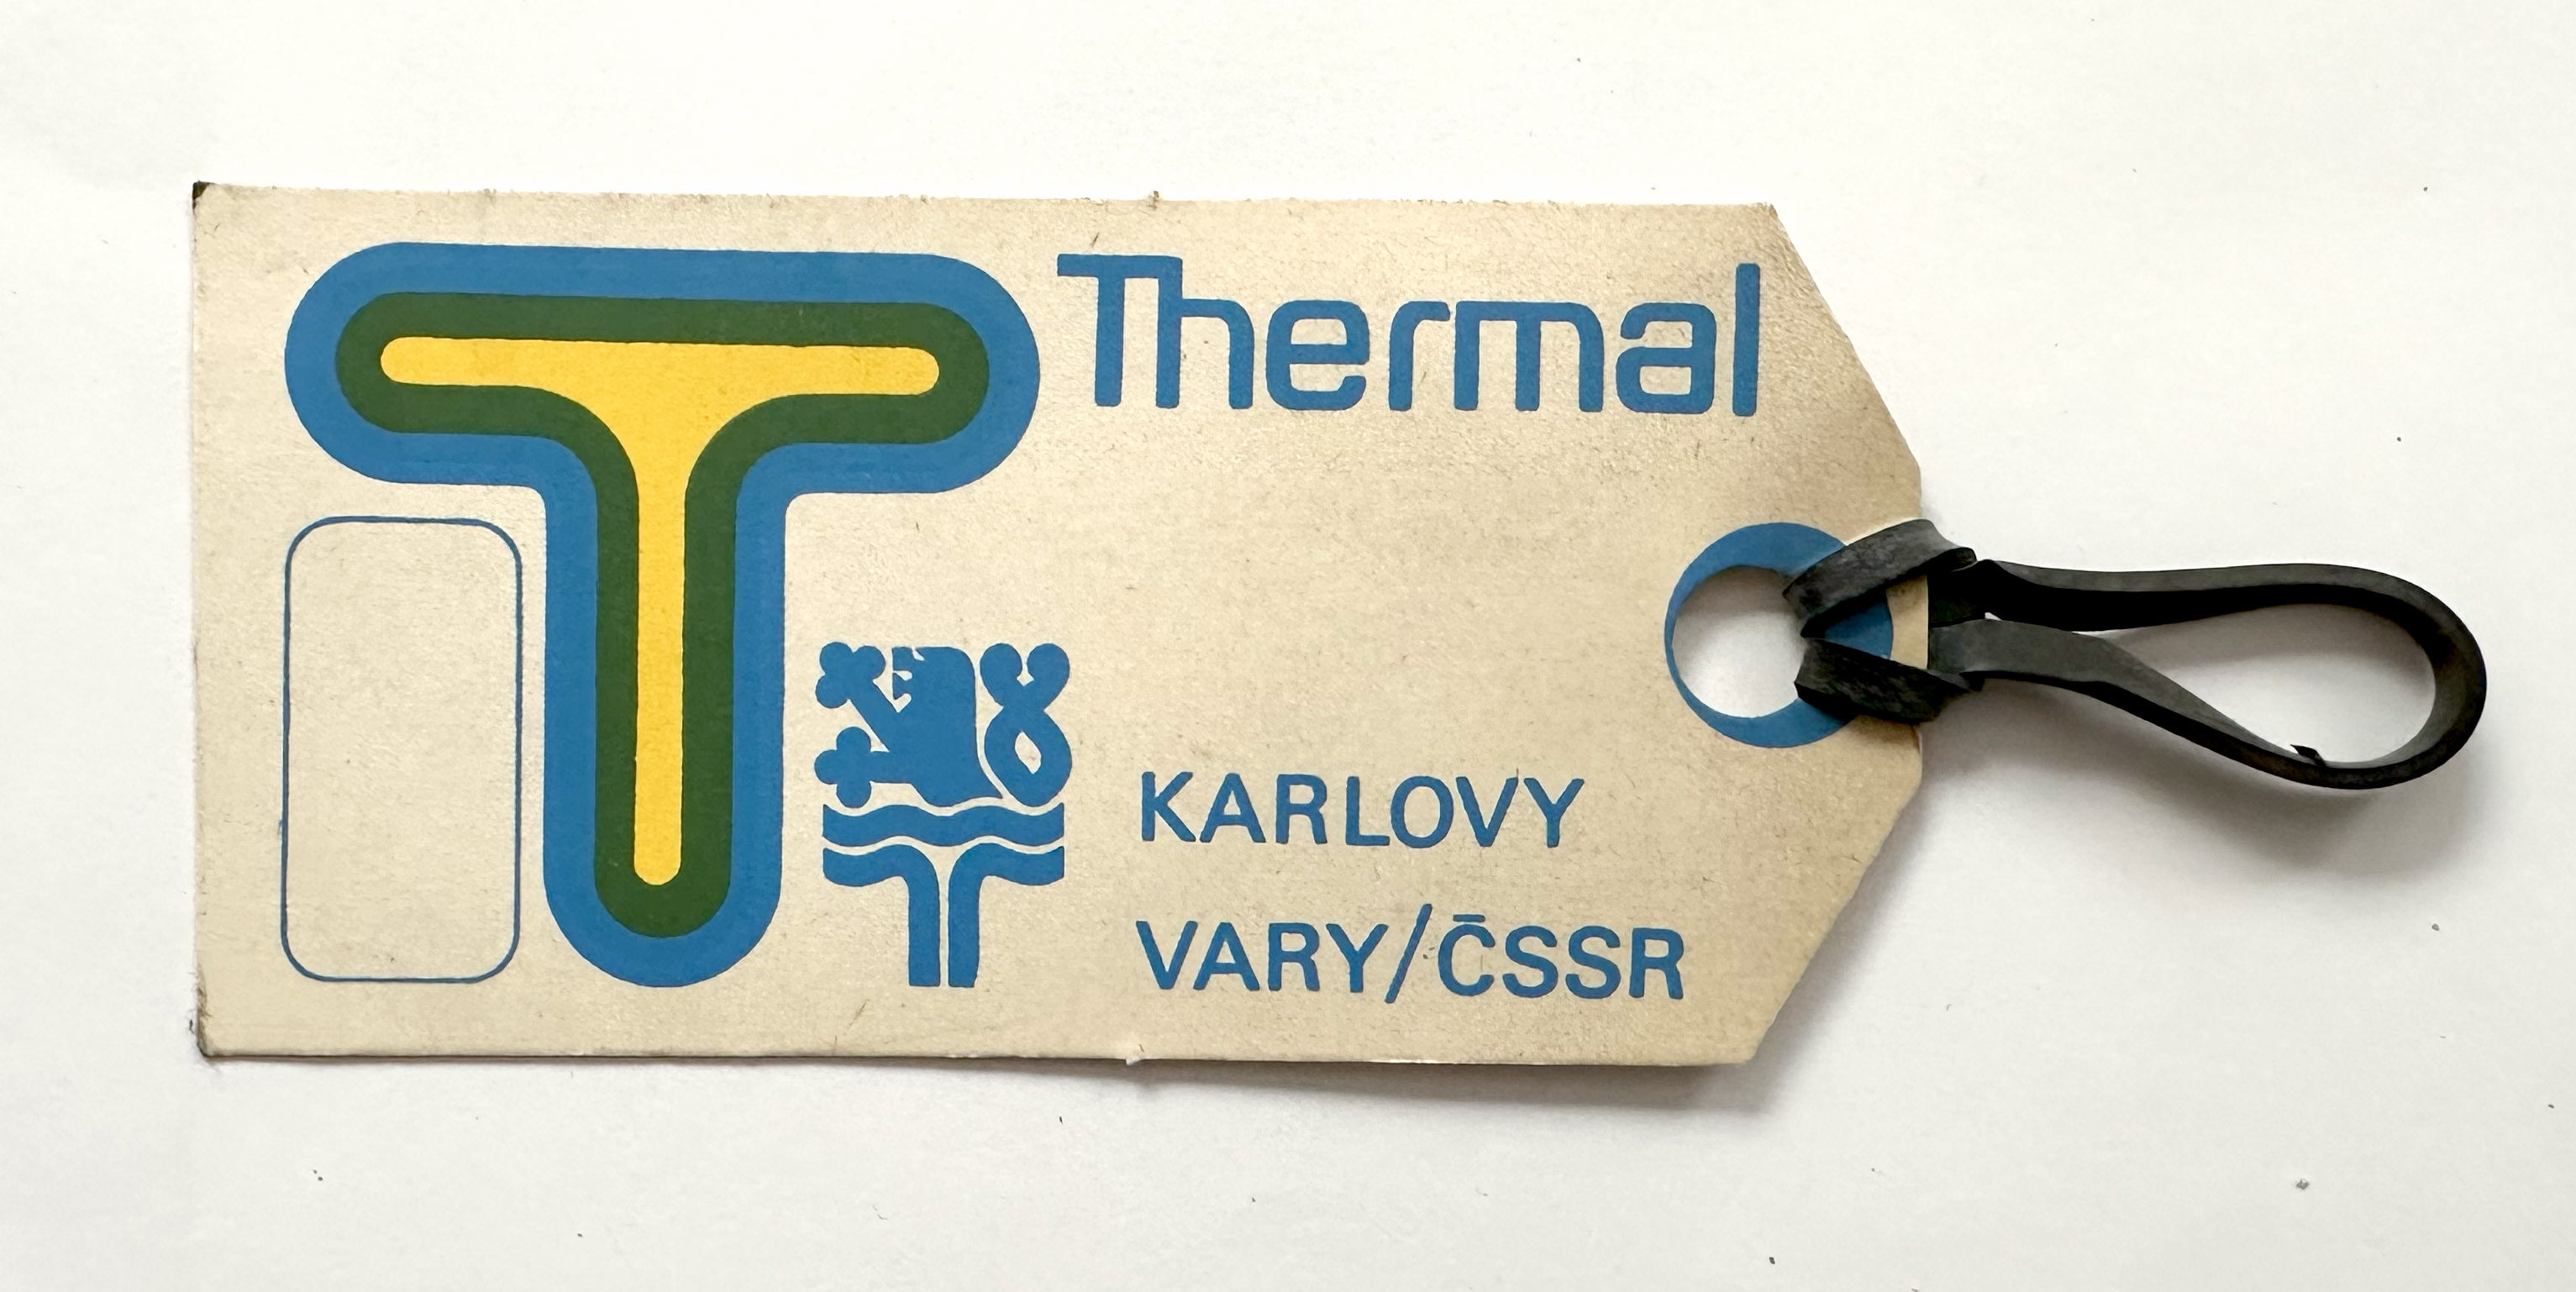 T
Thermal
KARLOVY
VARY/ČSSR